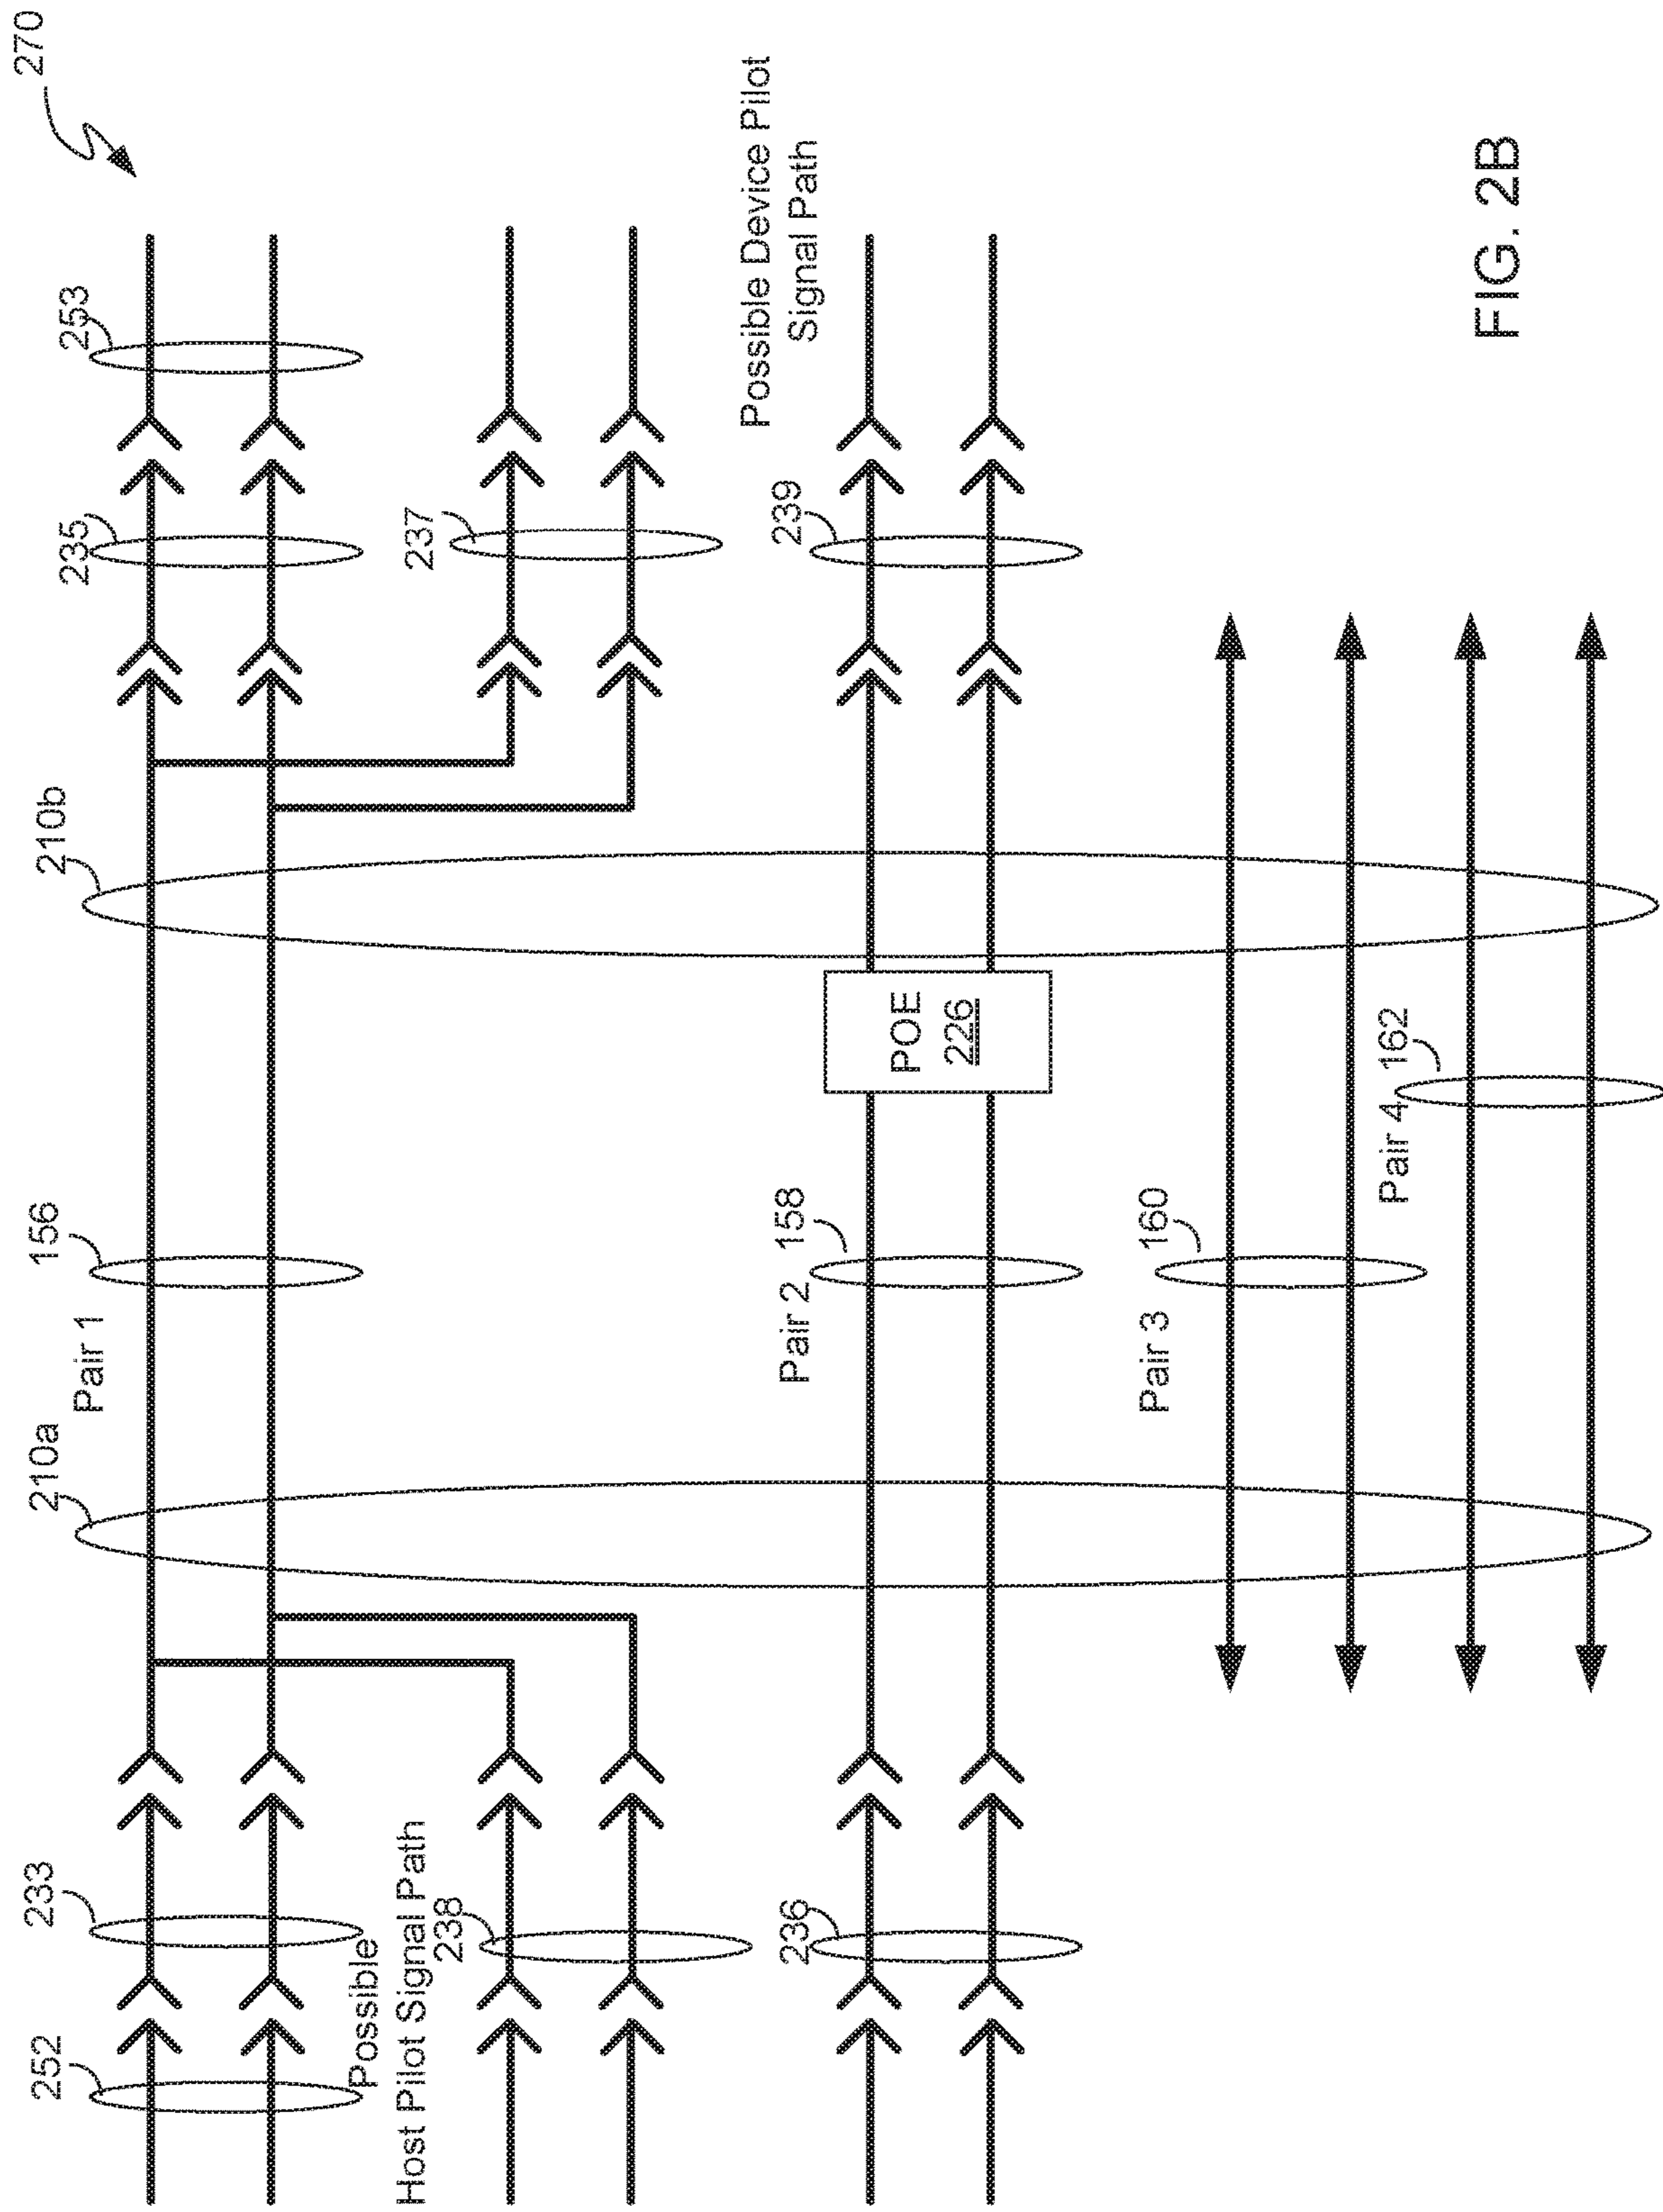 270
252
233
210a
Pair 1
156
210b
235
253
Possible
Host Pilot Signal Path
238
237
Possible Device Pilot
Signal Path
236
Pair 2
158
POE
226
239
Pair 3
160
Pair 4
162
FIG. 2B